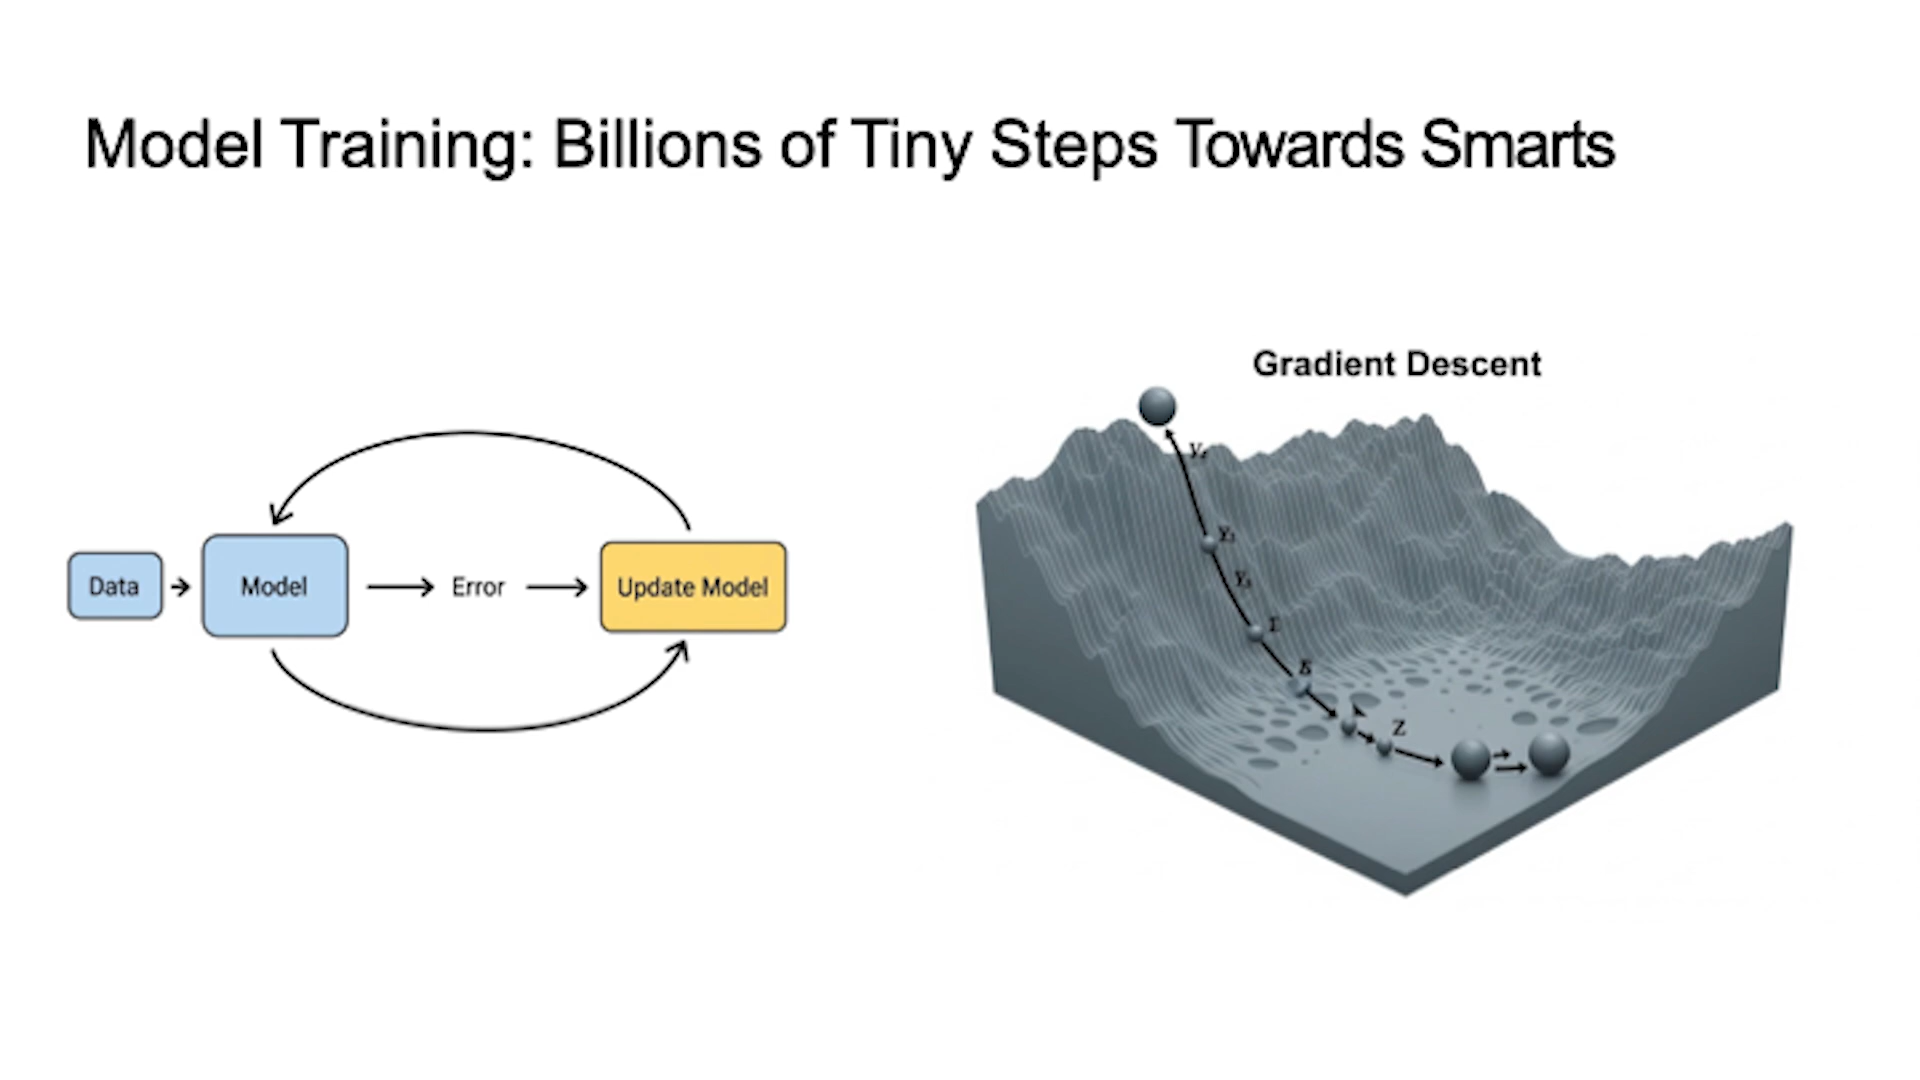 Model Training: Billions of Tiny Steps Towards Smarts
Gradient Descent
Data
Model
Error
Update Model
Z